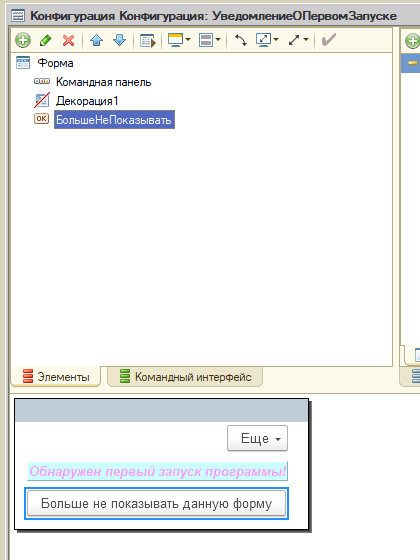 Конфигурация Конфигурация: УведомлениеОПервомЗапуске
Форма
Командная панель
Декорация1
OK БольшеНеПоказывать
Элементы
Командный интерфейс
Еще
Обнаружен первый запуск программы!
Больше не показывать данную форму